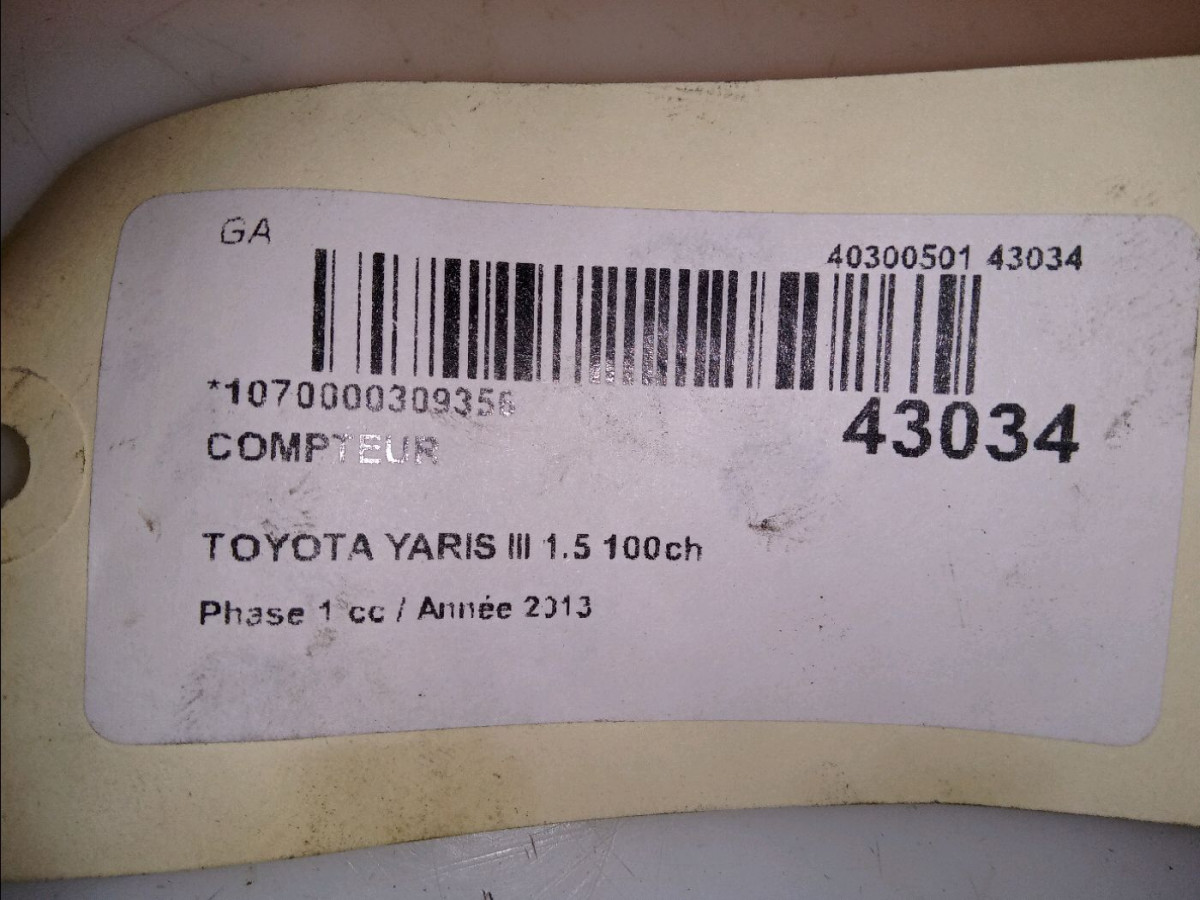 GA
40300501 43034
*1070000309356
43034
COMPTEUR
TOYOTA YARIS III 1.5 100ch
Phase 1 cc / Année 2013